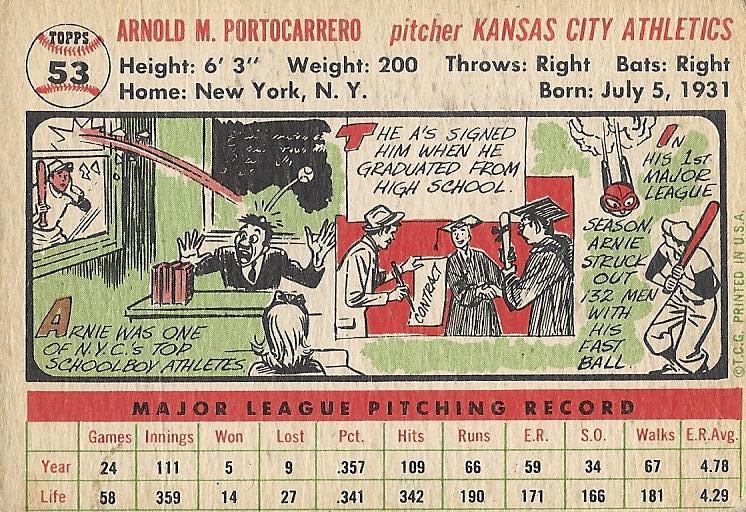 TOPPS
53
ARNOLD M. PORTOCARRERO pitcher KANSAS CITY ATHLETICS
Height: 6' 3" Weight: 200 Throws: Right Bats: Right
Home: New York, N. Y. Born: July 5, 1931
ARNIE WAS ONE
OF N.Y.C.'S TOP
SCHOOLBOY ATHLETES
THE A'S SIGNED
HIM WHEN HE
GRADUATED FROM
HIGH SCHOOL.
CONTRACT
IN
HIS 1ST
MAJOR
LEAGUE
SEASON,
ARNIE
STRUCK
OUT
132 MEN
WITH
HIS
FAST
BALL.
©T.C.G. PRINTED IN U.S.A.
MAJOR LEAGUE PITCHING RECORD
Games Innings Won Lost Pct. Hits Runs E.R. S.O. Walks E.R.Avg.
Year 24 111 5 9 .357 109 66 59 34 67 4.78
Life 58 359 14 27 .341 342 190 171 166 181 4.29